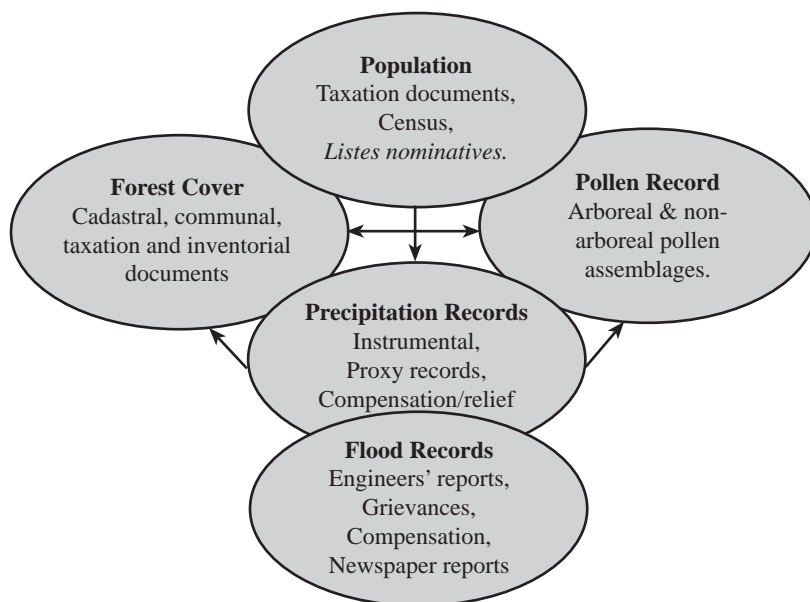 Population
Taxation documents,
Census,
Listes nominatives.
Forest Cover
Cadastral, communal,
taxation and inventorial
documents
Pollen Record
Arboreal & non-
arboreal pollen
assemblages.
Precipitation Records
Instrumental,
Proxy records,
Compensation/relief
Flood Records
Engineers’ reports,
Grievances,
Compensation,
Newspaper reports